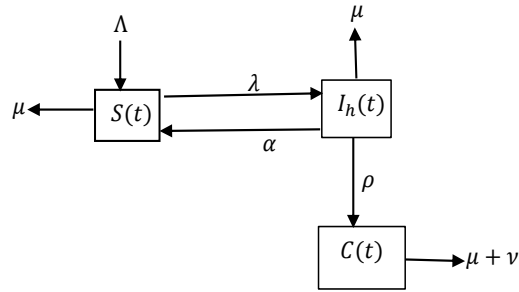 Λ
μ
λ
μ
S(t)
I_h(t)
α
ρ
C(t)
μ + ν